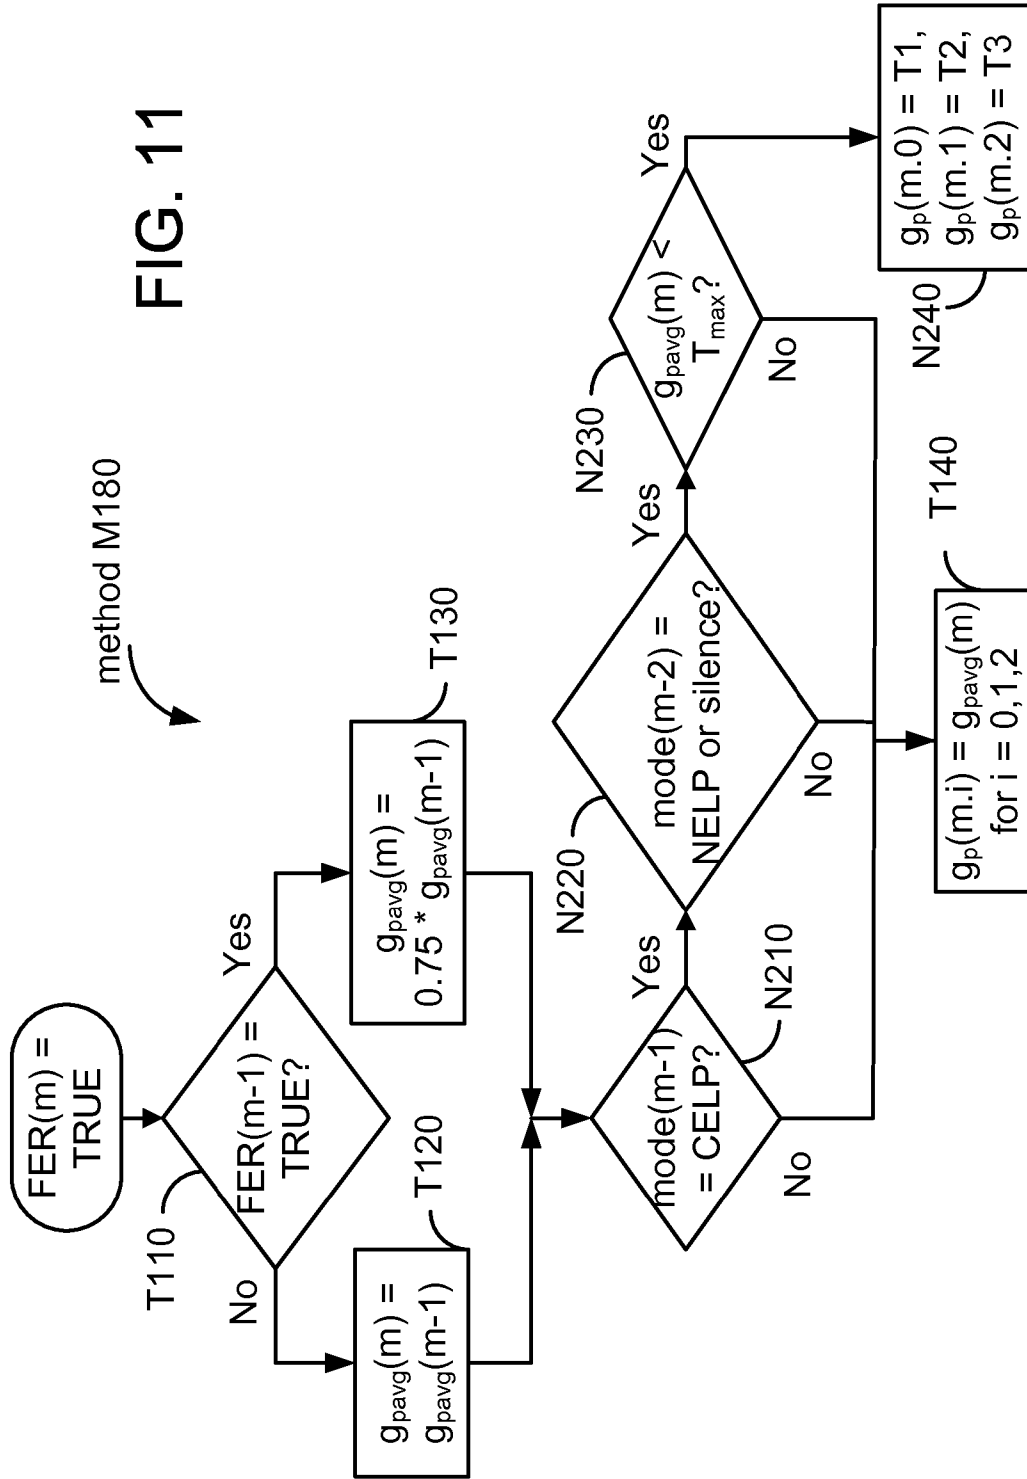 FIG. 11
method M180
FER(m) =
TRUE
T110
FER(m-1) =
TRUE?
No
Yes
T120
gpavg(m) =
gpavg(m-1)
T130
gpavg(m) =
0.75 * gpavg(m-1)
mode(m-1)
= CELP?
N210
Yes
No
N220
mode(m-2) =
NELP or silence?
Yes
No
N230
gpavg(m) <
Tmax?
Yes
No
T140
gp(m.i) = gpavg(m)
for i = 0,1,2
N240
gp(m.0) = T1,
gp(m.1) = T2,
gp(m.2) = T3